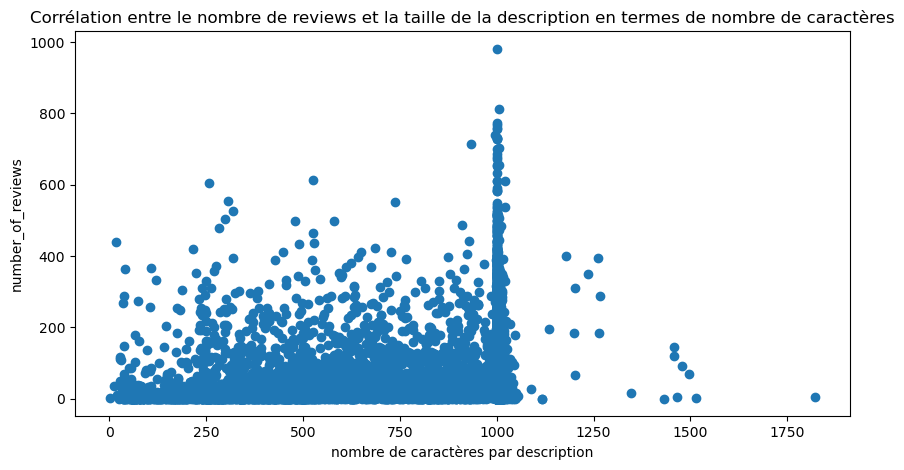 Corrélation entre le nombre de reviews et la taille de la description en termes de nombre de caractères
1000
800
600
400
200
0
number_of_reviews
0 250 500 750 1000 1250 1500 1750
nombre de caractères par description